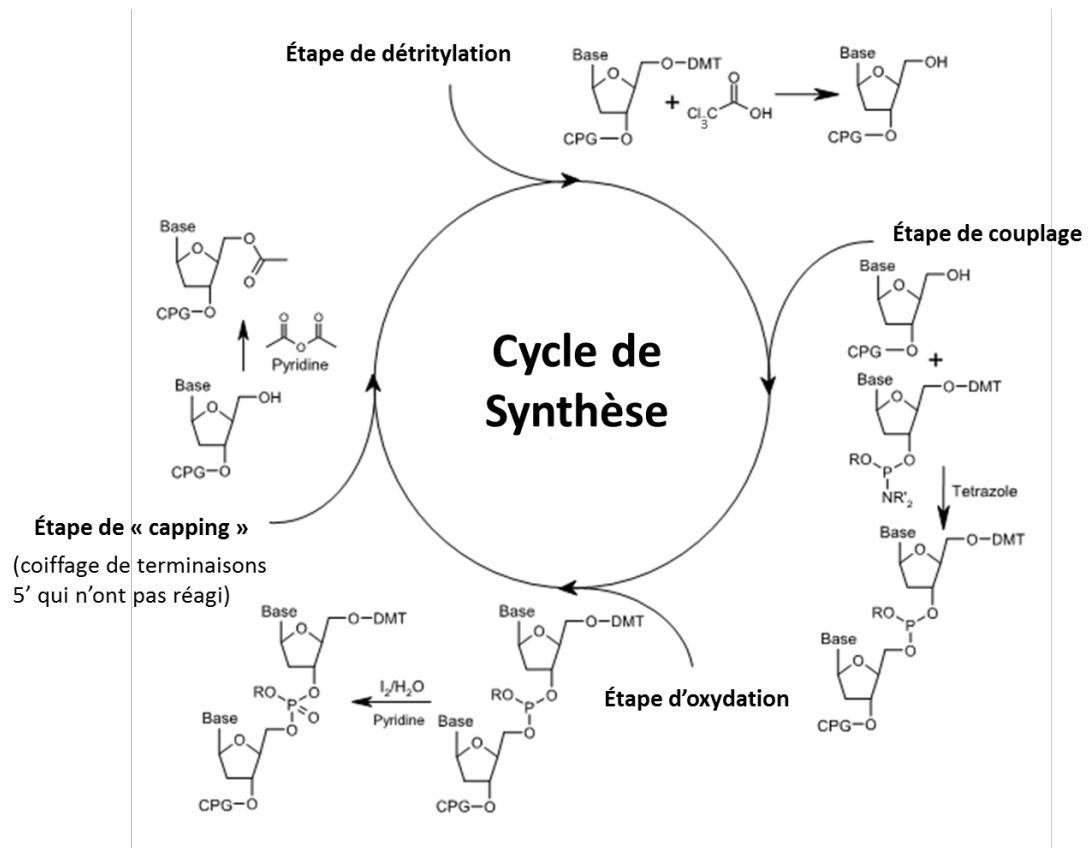 Étape de détritylation
Base
O
O–DMT
+
Cl3C
O
OH
CPG–O
Base
O
OH
CPG–O
Étape de couplage
Base
O
OH
CPG–O
+
Base
O
O–DMT
RO
P
O
NR'2
Tetrazole
Base
O
O–DMT
RO
P
O
O
Base
O
CPG–O
Cycle de
Synthèse
Base
O
O
O
CPG–O
O
O
O
Pyridine
Base
O
OH
CPG–O
Étape de « capping »
(coiffage de terminaisons
5’ qui n’ont pas réagi)
Étape d’oxydation
Base
O
O–DMT
RO
P
O
O
Base
O
CPG–O
I2/H2O
Pyridine
Base
O
O–DMT
RO
P
O
O
O
Base
O
CPG–O